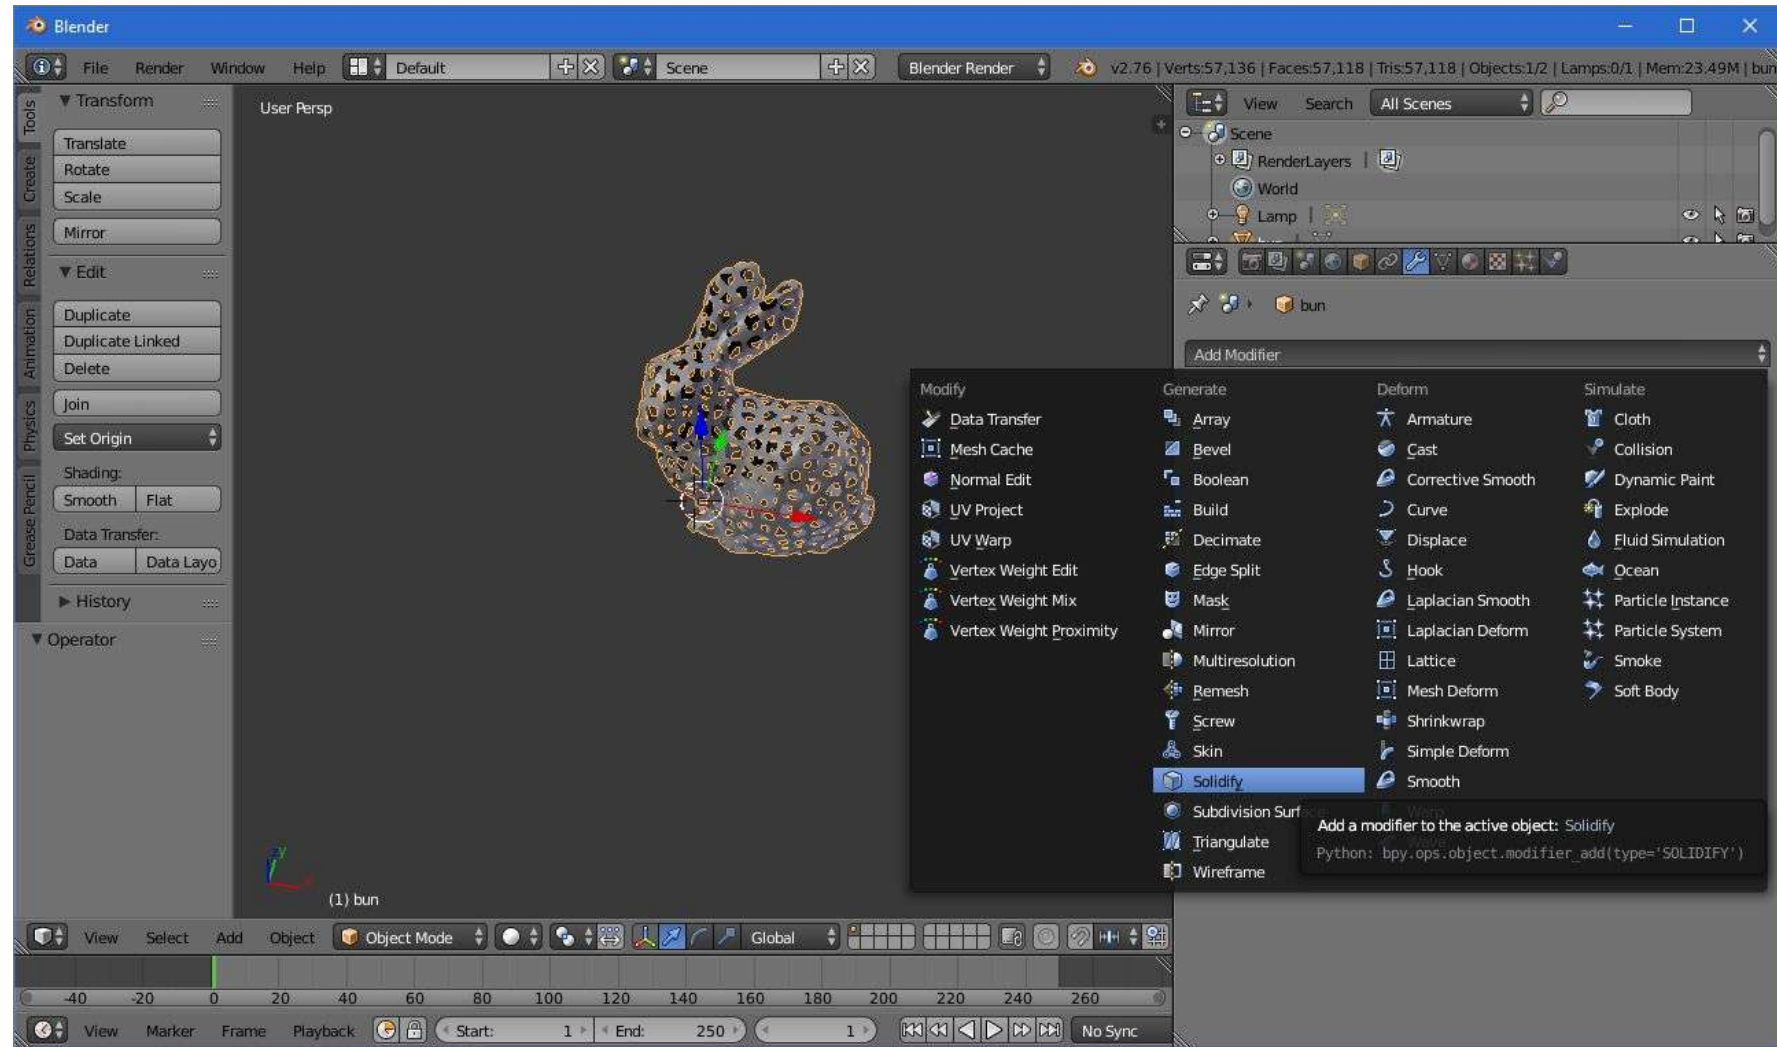 Blender
File Render Window Help Default Scene Blender Render v2.76 | Verts:57,136 | Faces:57,118 | Tris:57,118 | Objects:1/2 | Lamps:0/1 | Mem:23.49M | bun
Tools
Create
Relations
Animation
Physics
Grease Pencil
Transform
Translate
Rotate
Scale
Mirror
Edit
Duplicate
Duplicate Linked
Delete
Join
Set Origin
Shading:
Smooth Flat
Data Transfer:
Data Data Layo
History
Operator
User Persp
(1) bun
View Search All Scenes
Scene
RenderLayers
World
Lamp
bun
bun
Add Modifier
Modify
Data Transfer
Mesh Cache
Normal Edit
UV Project
UV Warp
Vertex Weight Edit
Vertex Weight Mix
Vertex Weight Proximity
Generate
Array
Bevel
Boolean
Build
Decimate
Edge Split
Mask
Mirror
Multiresolution
Remesh
Screw
Skin
Solidify
Subdivision Surf
Triangulate
Wireframe
Deform
Armature
Cast
Corrective Smooth
Curve
Displace
Hook
Laplacian Smooth
Laplacian Deform
Lattice
Mesh Deform
Shrinkwrap
Simple Deform
Smooth
Warp
Wave
Simulate
Cloth
Collision
Dynamic Paint
Explode
Fluid Simulation
Ocean
Particle Instance
Particle System
Smoke
Soft Body
Add a modifier to the active object: Solidify
Python: bpy.ops.object.modifier_add(type='SOLIDIFY')
View Select Add Object Object Mode Global
-40 -20 0 20 40 60 80 100 120 140 160 180 200 220 240 260
View Marker Frame Playback Start: 1 End: 250 1 No Sync